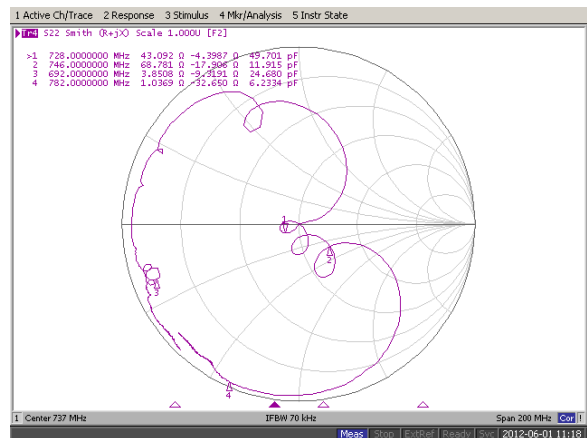 1 Active Ch/Trace 2 Response 3 Stimulus 4 Mkr/Analysis 5 Instr State
Tr4 S22 Smith (R+jX) Scale 1.000U [F2]
>1 728.0000000 MHz 43.092 Ω -4.3987 Ω 49.701 pF
2 746.0000000 MHz 68.781 Ω -17.906 Ω 11.915 pF
3 692.0000000 MHz 3.8508 Ω -9.3191 Ω 24.680 pF
4 782.0000000 MHz 1.0369 Ω -32.650 Ω 6.2334 pF
1
2
3
4
1 Center 737 MHz IFBW 70 kHz Span 200 MHz Cor !
Meas Stop ExtRef Ready Svc 2012-06-01 11:18